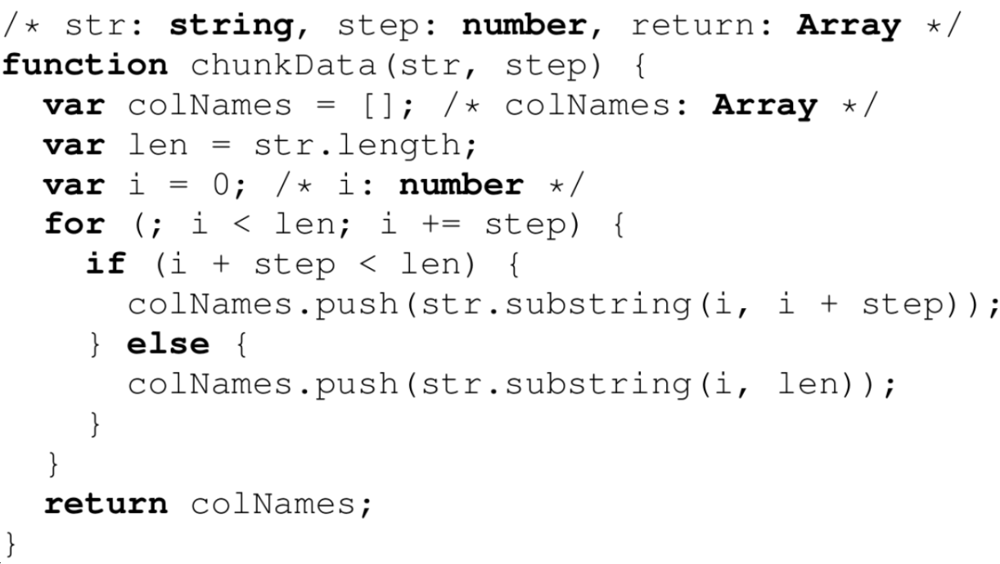 /* str: string, step: number, return: Array */
function chunkData(str, step) {
  var colNames = []; /* colNames: Array */
  var len = str.length;
  var i = 0; /* i: number */
  for (; i < len; i += step) {
    if (i + step < len) {
      colNames.push(str.substring(i, i + step));
    } else {
      colNames.push(str.substring(i, len));
    }
  }
  return colNames;
}